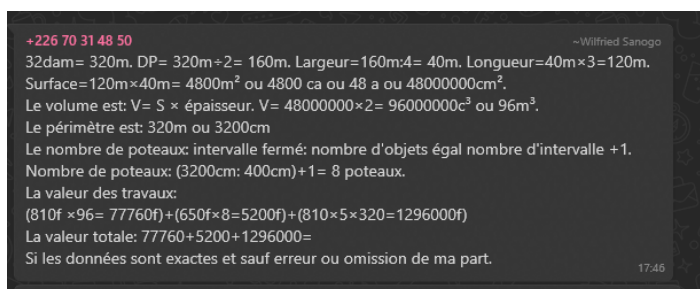 +226 70 31 48 50
~Wilfried Sanogo
32dam= 320m. DP= 320m÷2= 160m. Largeur=160m:4= 40m. Longueur=40m×3=120m.
Surface=120m×40m= 4800m² ou 4800 ca ou 48 a ou 48000000cm².
Le volume est: V= S × épaisseur. V= 48000000×2= 96000000c³ ou 96m³.
Le périmètre est: 320m ou 3200cm
Le nombre de poteaux: intervalle fermé: nombre d'objets égal nombre d'intervalle +1.
Nombre de poteaux: (3200cm: 400cm)+1= 8 poteaux.
La valeur des travaux:
(810f ×96= 77760f)+(650f×8=5200f)+(810×5×320=1296000f)
La valeur totale: 77760+5200+1296000=
Si les données sont exactes et sauf erreur ou omission de ma part.
17:46